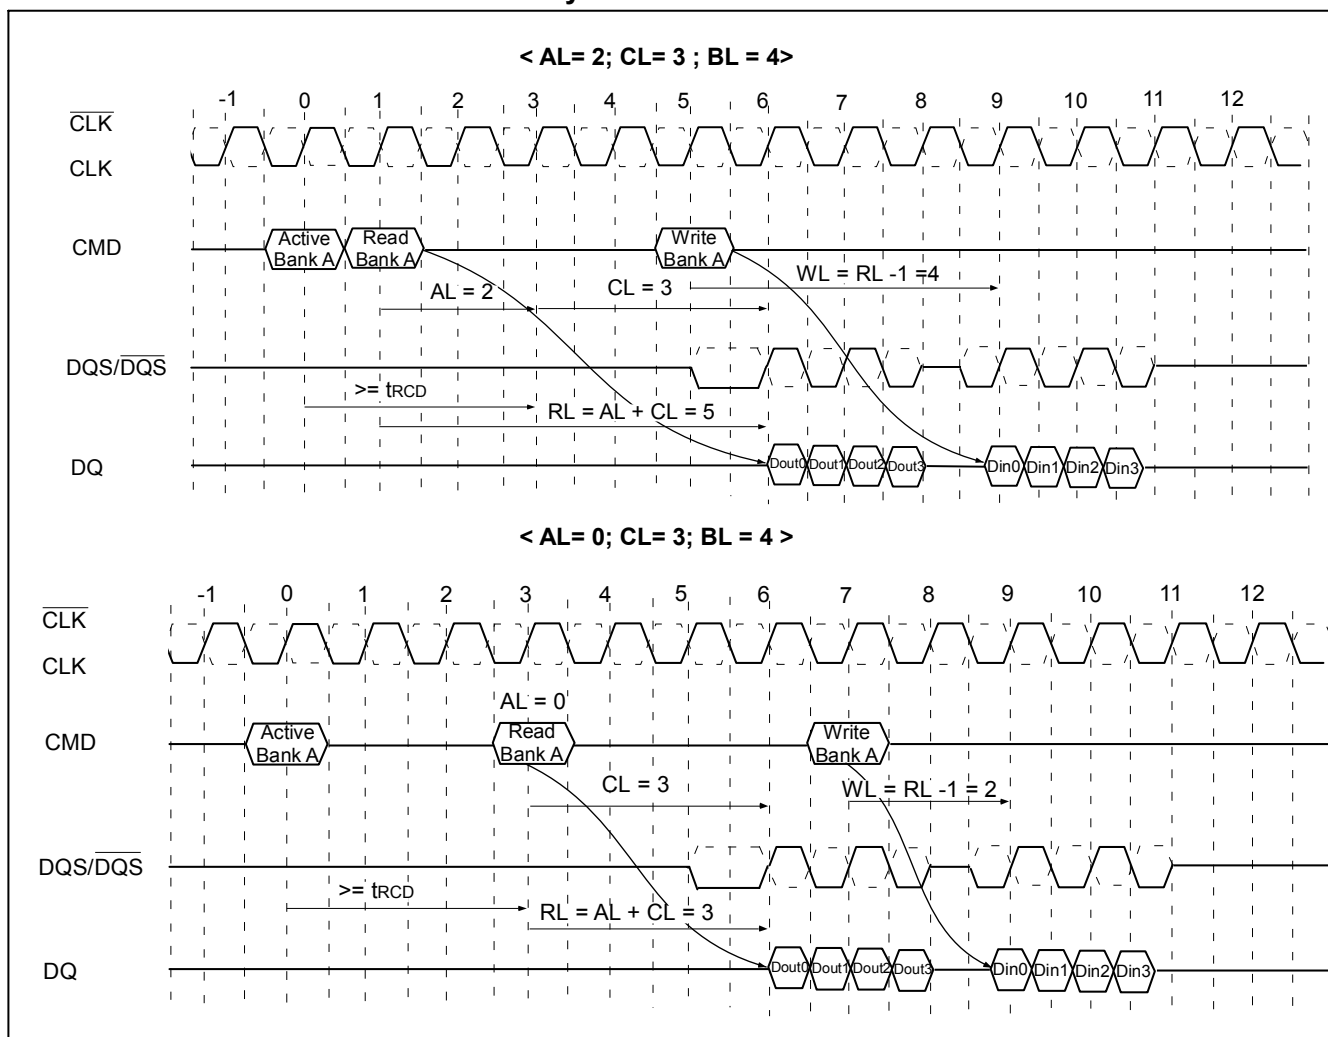 < AL= 2; CL= 3 ; BL = 4>
-1 0 1 2 3 4 5 6 7 8 9 10 11 12
CLK
CLK
CMD
Active Bank A
Read Bank A
Write Bank A
WL = RL -1 =4
AL = 2
CL = 3
DQS/DQS
>= tRCD
RL = AL + CL = 5
DQ
Dout0 Dout1 Dout2 Dout3 Din0 Din1 Din2 Din3
< AL= 0; CL= 3; BL = 4 >
-1 0 1 2 3 4 5 6 7 8 9 10 11 12
CLK
CLK
AL = 0
CMD
Active Bank A
Read Bank A
Write Bank A
CL = 3
WL = RL -1 = 2
DQS/DQS
>= tRCD
RL = AL + CL = 3
DQ
Dout0 Dout1 Dout2 Dout3 Din0 Din1 Din2 Din3